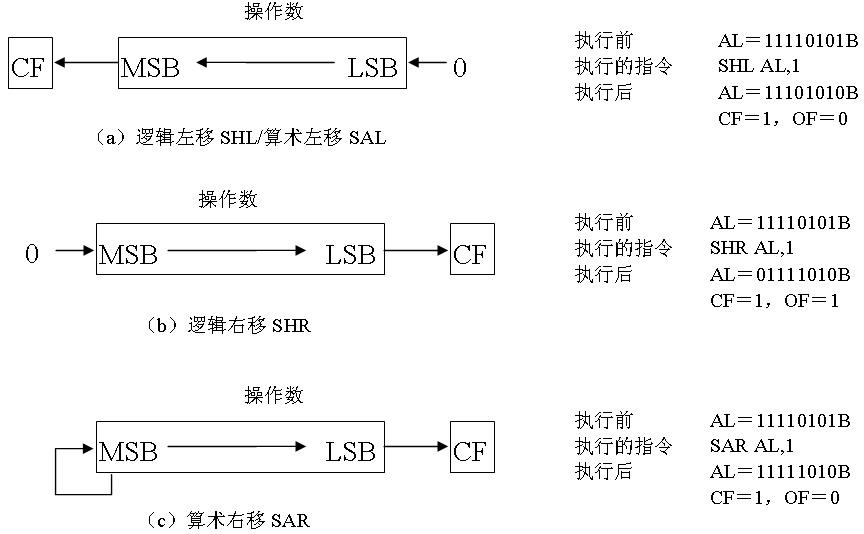 操作数
CF MSB LSB 0
(a)逻辑左移 SHL/算术左移 SAL
执行前 AL=11110101B
执行的指令 SHL AL,1
执行后 AL=11101010B
CF=1，OF=0
操作数
0 MSB LSB CF
(b)逻辑右移 SHR
执行前 AL=11110101B
执行的指令 SHR AL,1
执行后 AL=01111010B
CF=1，OF=1
操作数
MSB LSB CF
(c)算术右移 SAR
执行前 AL=11110101B
执行的指令 SAR AL,1
执行后 AL=11111010B
CF=1，OF=0